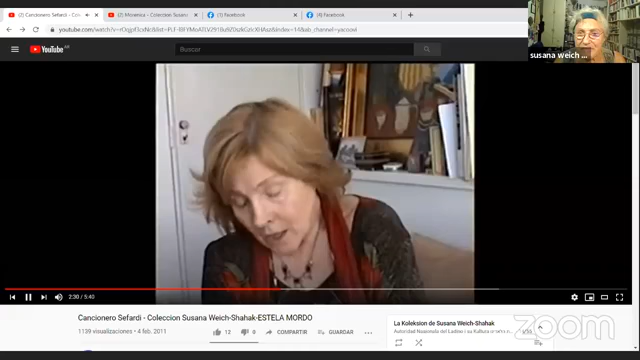 (2) Cancionero Sefardi - Co
(2) Morenica - Coleccion Susana
(1) Facebook
(4) Facebook
susana weich ...
YouTube
Buscar
2:30 / 5:40
Cancionero Sefardi - Coleccion Susana Weich-Shahak-ESTELA MORDO
1139 visualizaciones • 4 feb. 2011
12
0
COMPARTIR
GUARDAR
La Koleksion de Susana Weich-Shahak
zoom